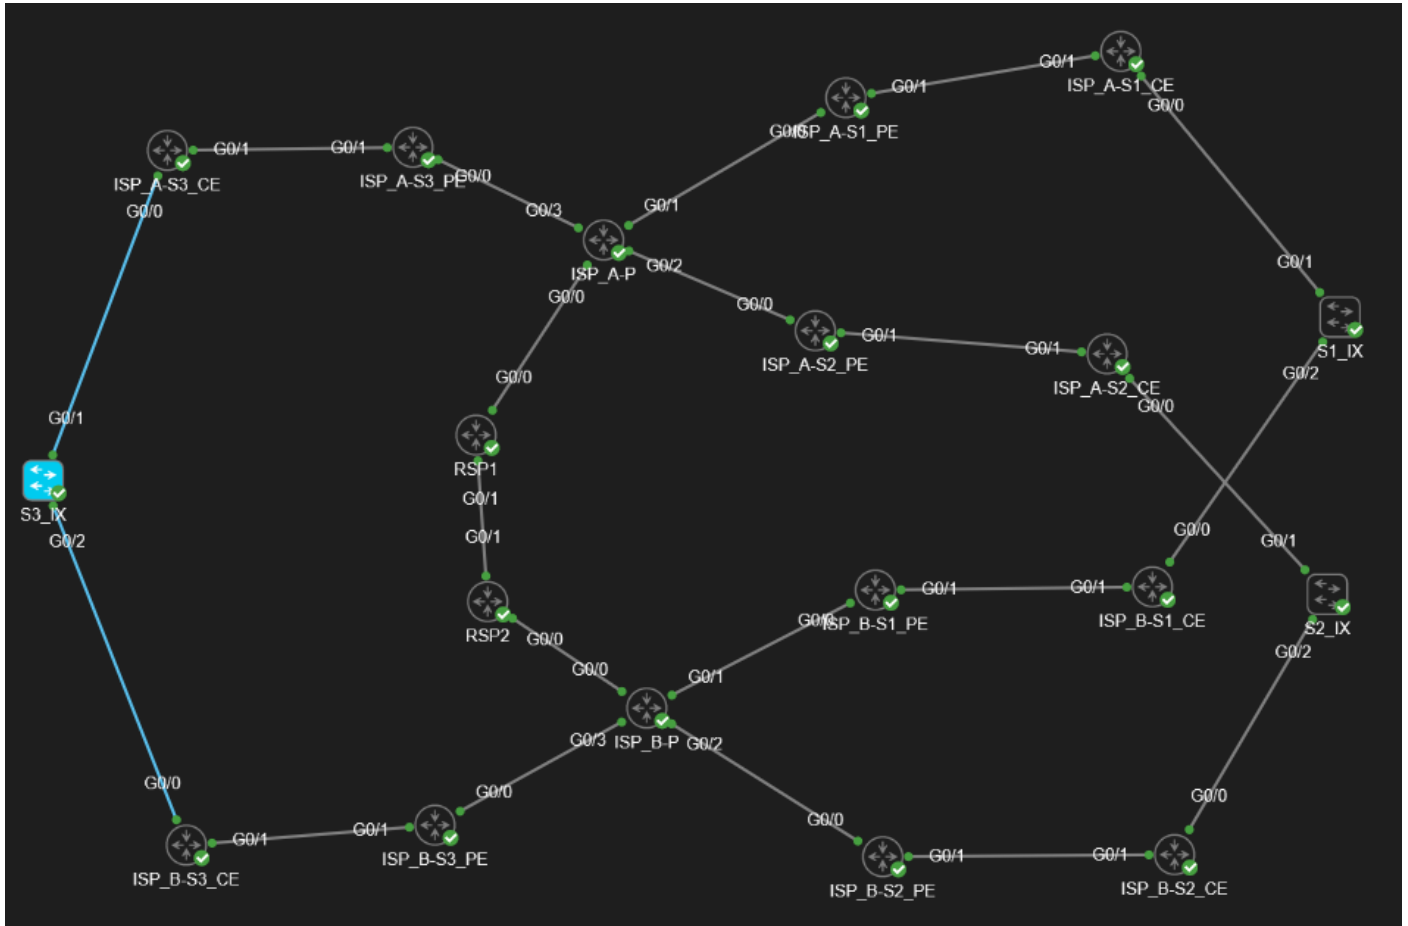 G0/1
ISP_A-S1_CE
G0/0
G0/1
G0/0
ISP_A-S1_PE
G0/1
G0/1
ISP_A-S3_CE
G0/0
ISP_A-S3_PE
G0/0
G0/3
G0/1
ISP_A-P
G0/2
G0/0
G0/0
G0/1
S1_IX
G0/2
G0/0
G0/1
ISP_A-S2_PE
G0/1
ISP_A-S2_CE
G0/0
G0/0
G0/1
S3_IX
G0/2
RSP1
G0/1
G0/1
RSP2
G0/0
G0/0
G0/0
ISP_B-S1_PE
G0/1
G0/1
ISP_B-S1_CE
G0/0
G0/1
S2_IX
G0/2
G0/1
G0/3
ISP_B-P
G0/2
G0/0
G0/0
G0/0
G0/0
G0/1
G0/1
ISP_B-S3_CE
ISP_B-S3_PE
ISP_B-S2_PE
G0/1
G0/1
ISP_B-S2_CE